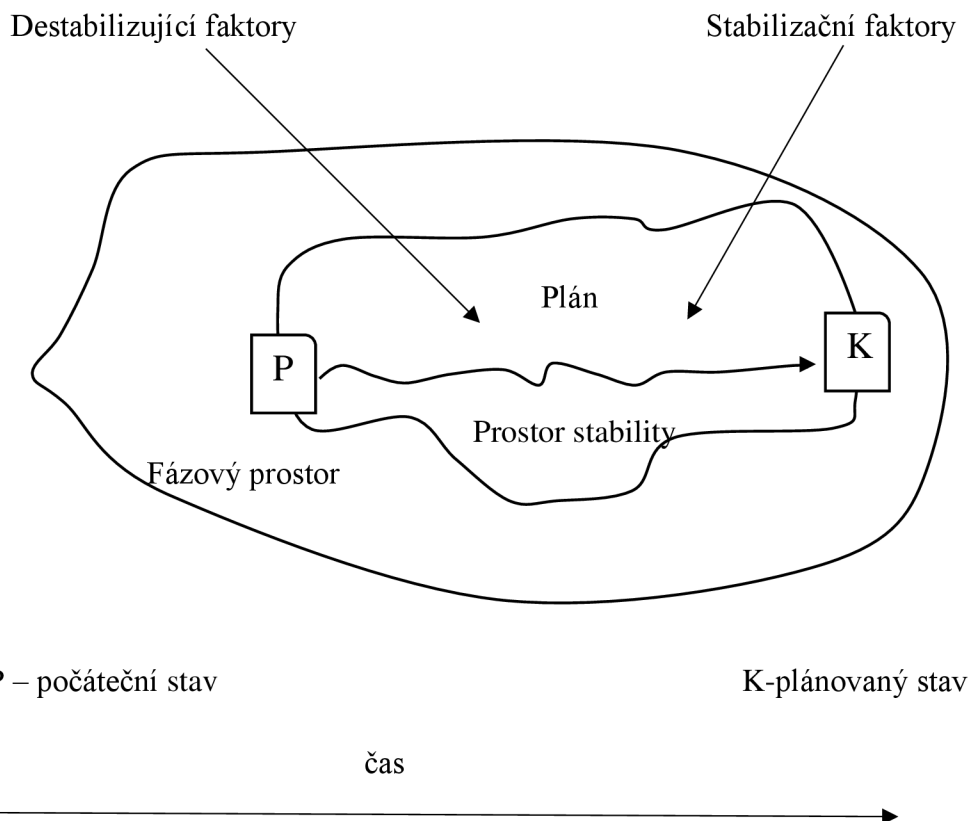 Destabilizující faktory
Stabilizační faktory
Plán
P
K
Prostor stability
Fázový prostor
P – počáteční stav
K-plánovaný stav
čas